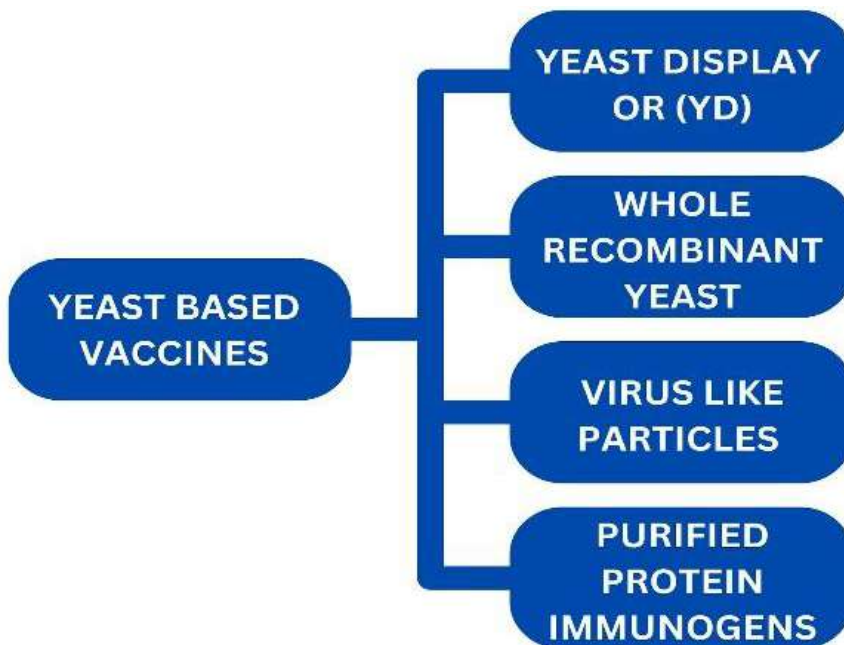 YEAST BASED
VACCINES
YEAST DISPLAY
OR (YD)
WHOLE
RECOMBINANT
YEAST
VIRUS LIKE
PARTICLES
PURIFIED
PROTEIN
IMMUNOGENS